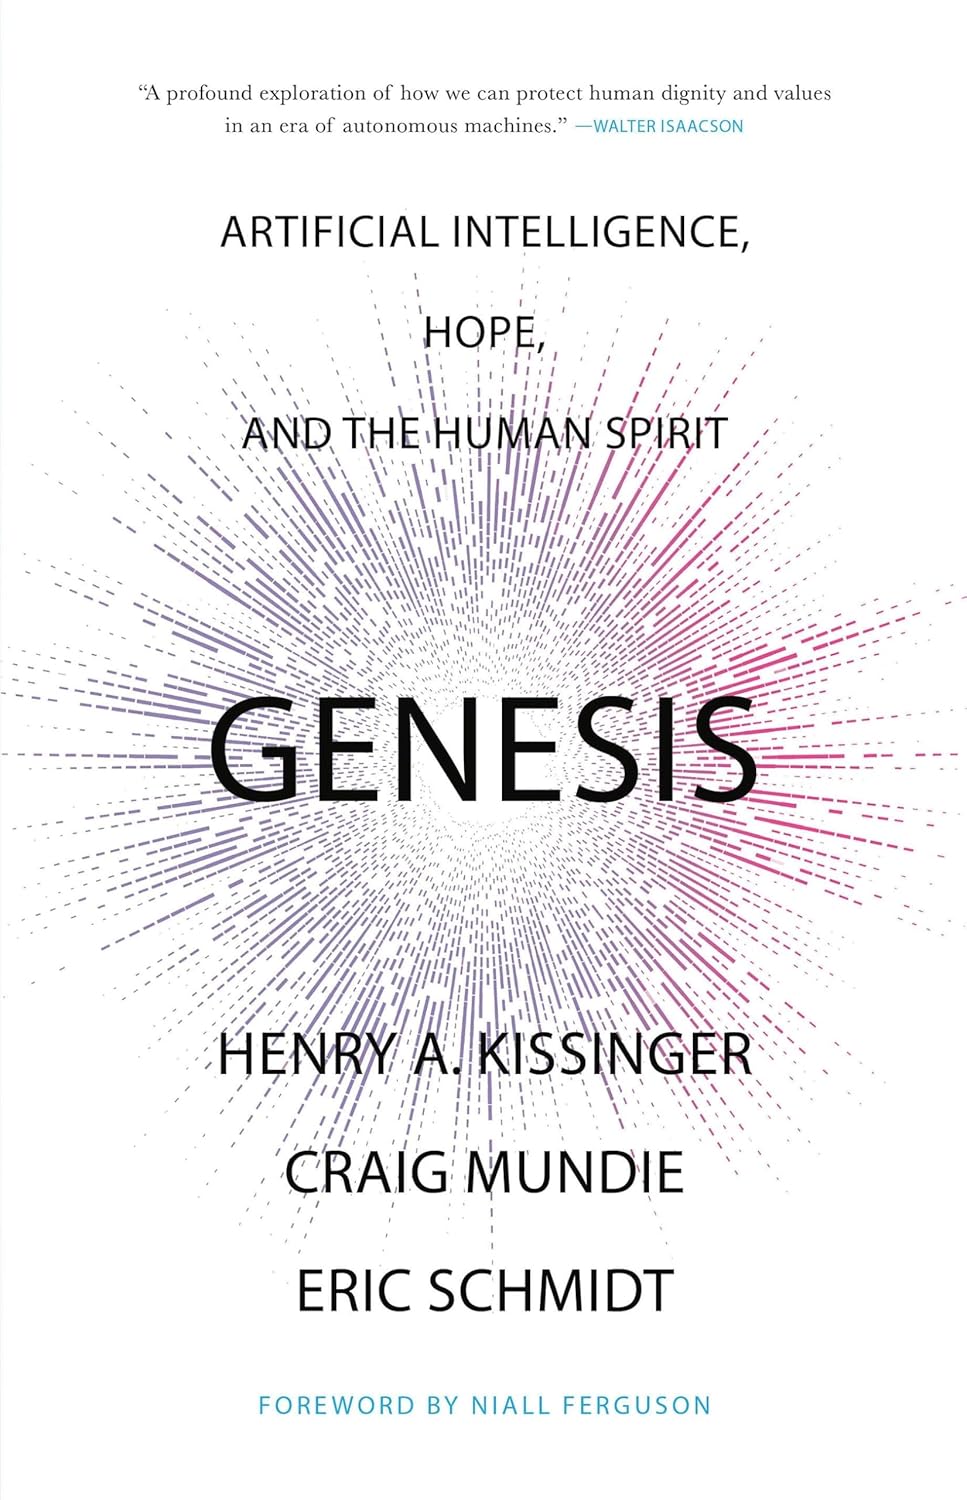 “A profound exploration of how we can protect human dignity and values
in an era of autonomous machines.” —WALTER ISAACSON
ARTIFICIAL INTELLIGENCE,
HOPE,
AND THE HUMAN SPIRIT
GENESIS
HENRY A. KISSINGER
CRAIG MUNDIE
ERIC SCHMIDT
FOREWORD BY NIALL FERGUSON